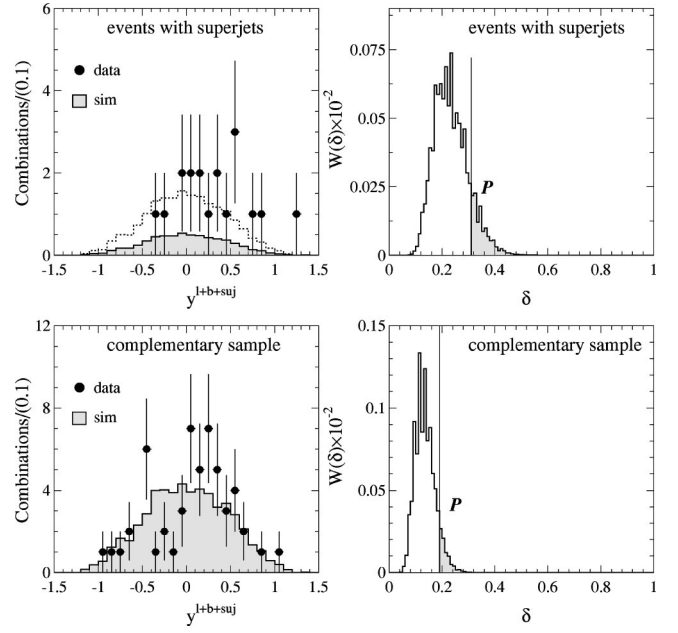 events with superjets
data
sim
Combinations/(0.1)
6
4
2
0
-1.5 -1 -0.5 0 0.5 1 1.5
y^{l+b+suj}
events with superjets
W(δ)×10^{-2}
0.075
0.05
0.025
0
P
0 0.2 0.4 0.6 0.8 1
δ
complementary sample
data
sim
Combinations/(0.1)
12
8
4
0
-1.5 -1 -0.5 0 0.5 1 1.5
y^{l+b+suj}
complementary sample
W(δ)×10^{-2}
0.15
0.1
0.05
0
P
0 0.2 0.4 0.6 0.8 1
δ